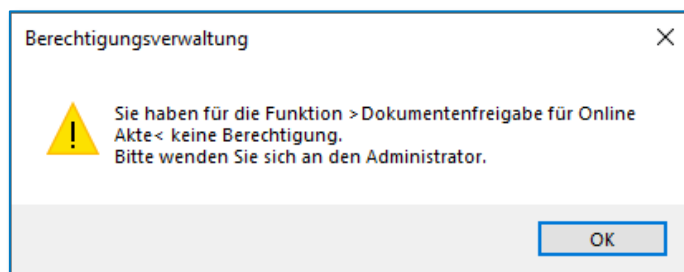 Berechtigungsverwaltung
Sie haben für die Funktion >Dokumentenfreigabe für Online
Akte< keine Berechtigung.
Bitte wenden Sie sich an den Administrator.
OK